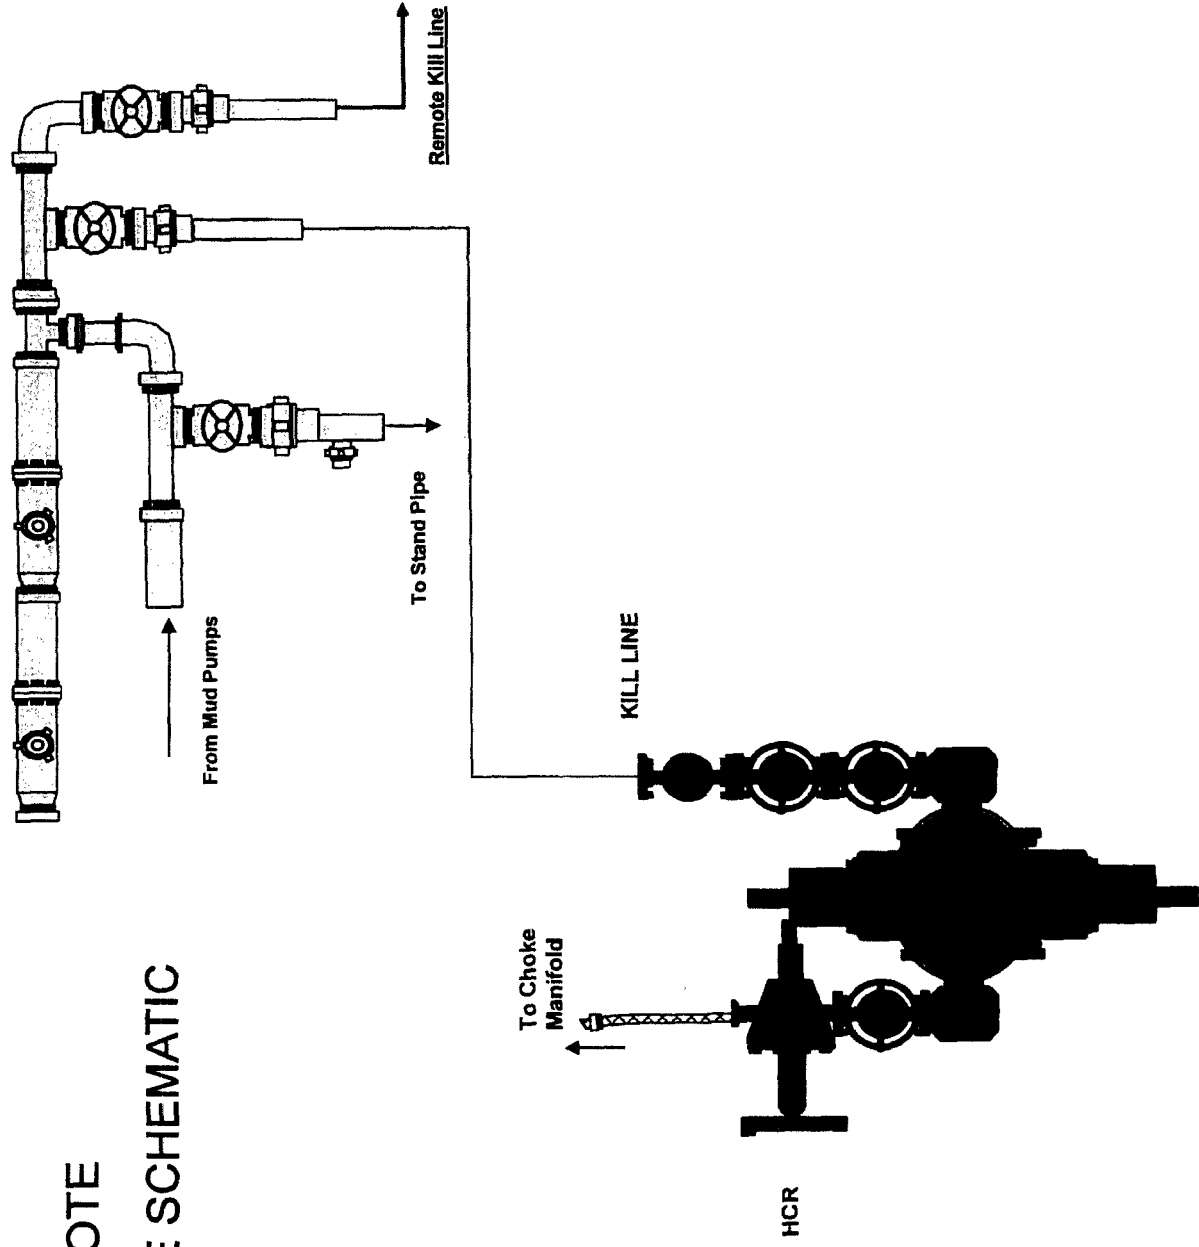 OTE
E SCHEMATIC
From Mud Pumps
To Stand Pipe
Remote Kill Line
KILL LINE
To Choke
Manifold
HCR